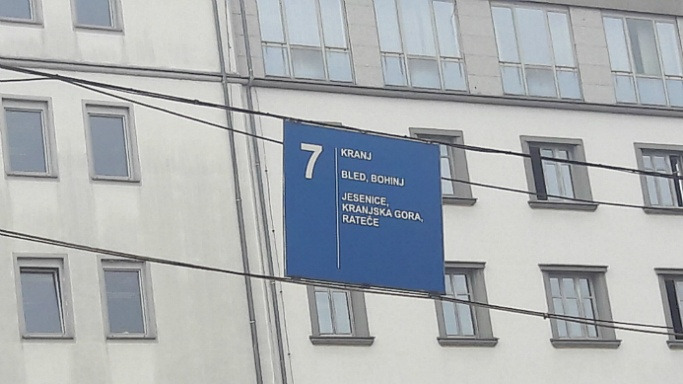 7
KRANJ
BLED, BOHINJ
JESENICE,
KRANJSKA GORA,
RATEČE